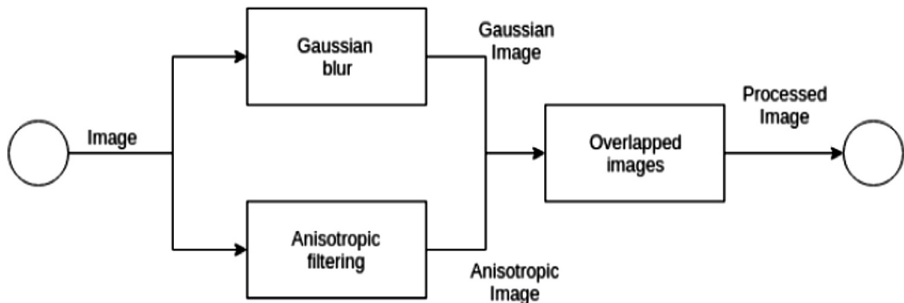 Image
Gaussian
blur
Gaussian
Image
Anisotropic
filtering
Anisotropic
Image
Overlapped
images
Processed
Image